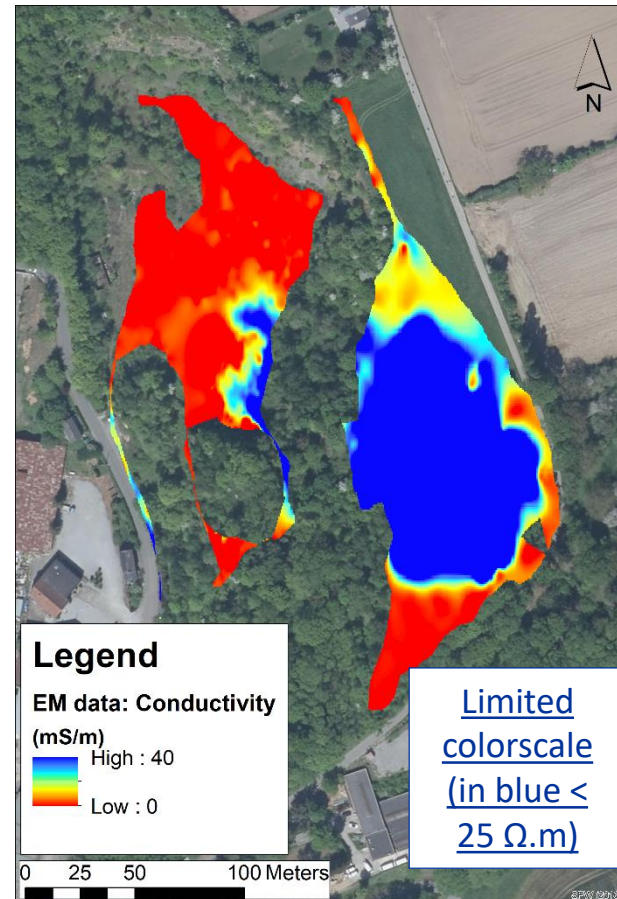 N
Legend
EM data: Conductivity
(mS/m)
High : 40
Low : 0
0 25 50 100 Meters
Limited
colorscale
(in blue <
25 Ω.m)